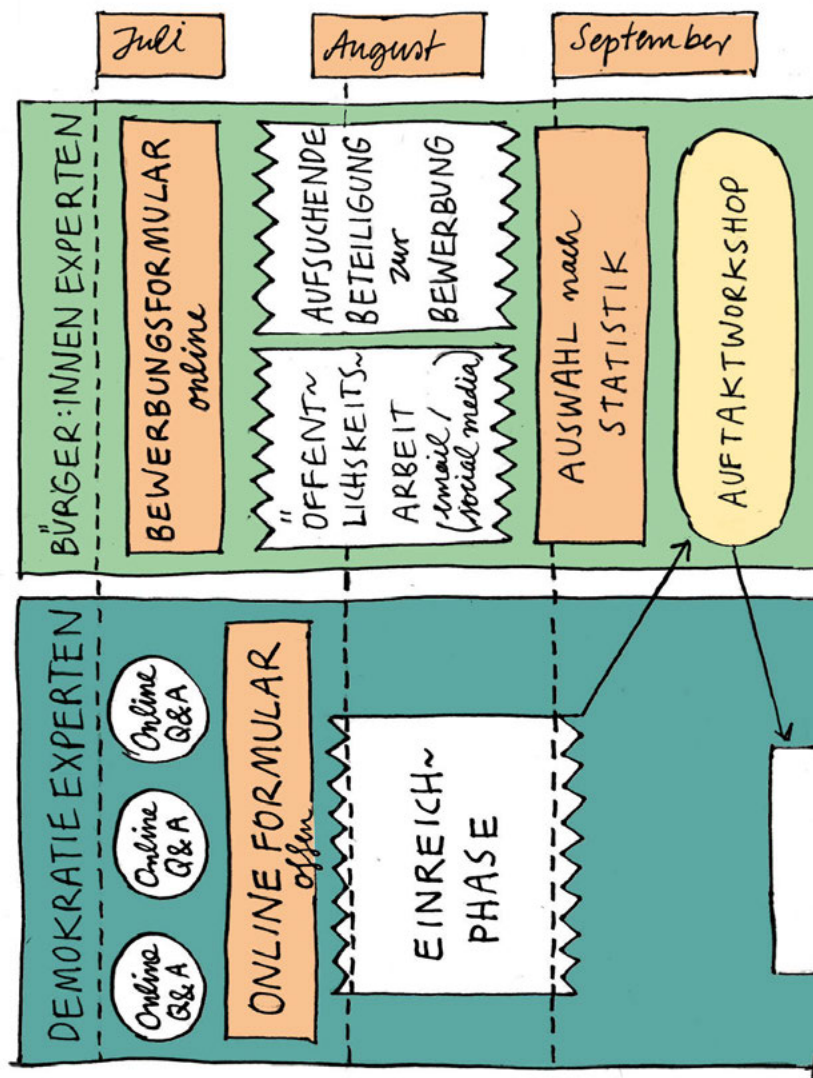 Juli
August
September
BÜRGER:INNEN EXPERTEN
BEWERBUNGSFORMULAR
online
ÖFFENT~
LICHSKEITS~
ARBEIT
(email/
social media)
AUFSUCHENDE
BETEILIGUNG
zur
BEWERBUNG
AUSWAHL nach
STATISTIK
AUFTAKTWORKSHOP
DEMOKRATIE EXPERTEN
Online
Q&A
Online
Q&A
Online
Q&A
ONLINE FORMULAR
offen
EINREICH~
PHASE